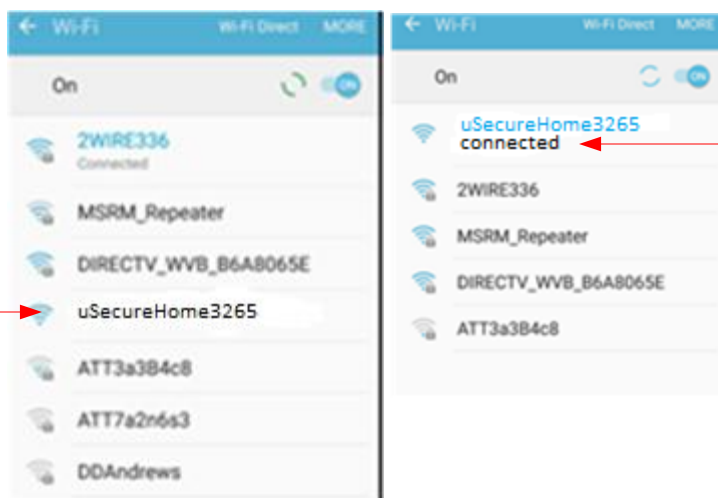 Wi-Fi Wi-Fi Direct MORE
On ON
2WIRE336
Connected
MSRM_Repeater
DIRECTV_WVB_B6A8065E
uSecureHome3265
ATT3a3B4c8
ATT7a2n6s3
DDAndrews
Wi-Fi Wi-Fi Direct MORE
On ON
uSecureHome3265
connected
2WIRE336
MSRM_Repeater
DIRECTV_WVB_B6A8065E
ATT3a3B4c8